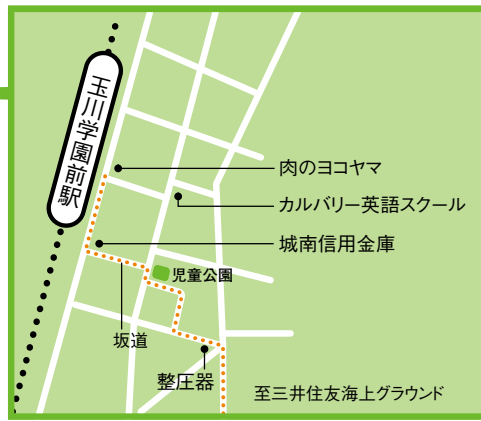 玉川学園前駅
肉のヨコヤマ
カルバリー英語スクール
城南信用金庫
児童公園
坂道
整圧器
至三井住友海上グラウンド